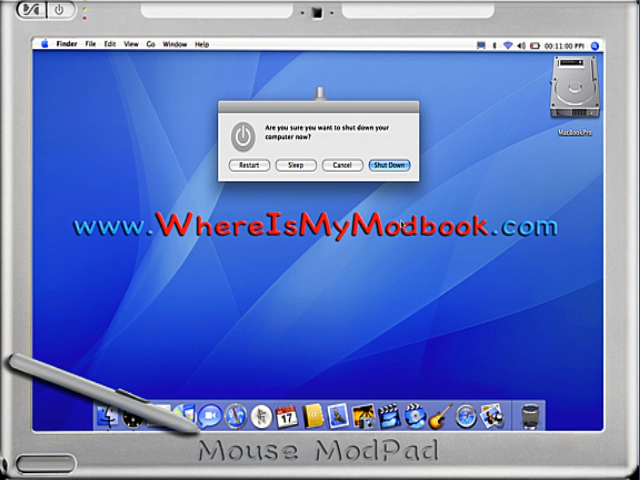 Finder File Edit View Go Window Help 00:11:00 PM
Are you sure you want to shut down your
computer now?
Restart Sleep Cancel Shut Down
MacBookPro
www.WhereIsMyModbook.com
17
Mouse ModPad